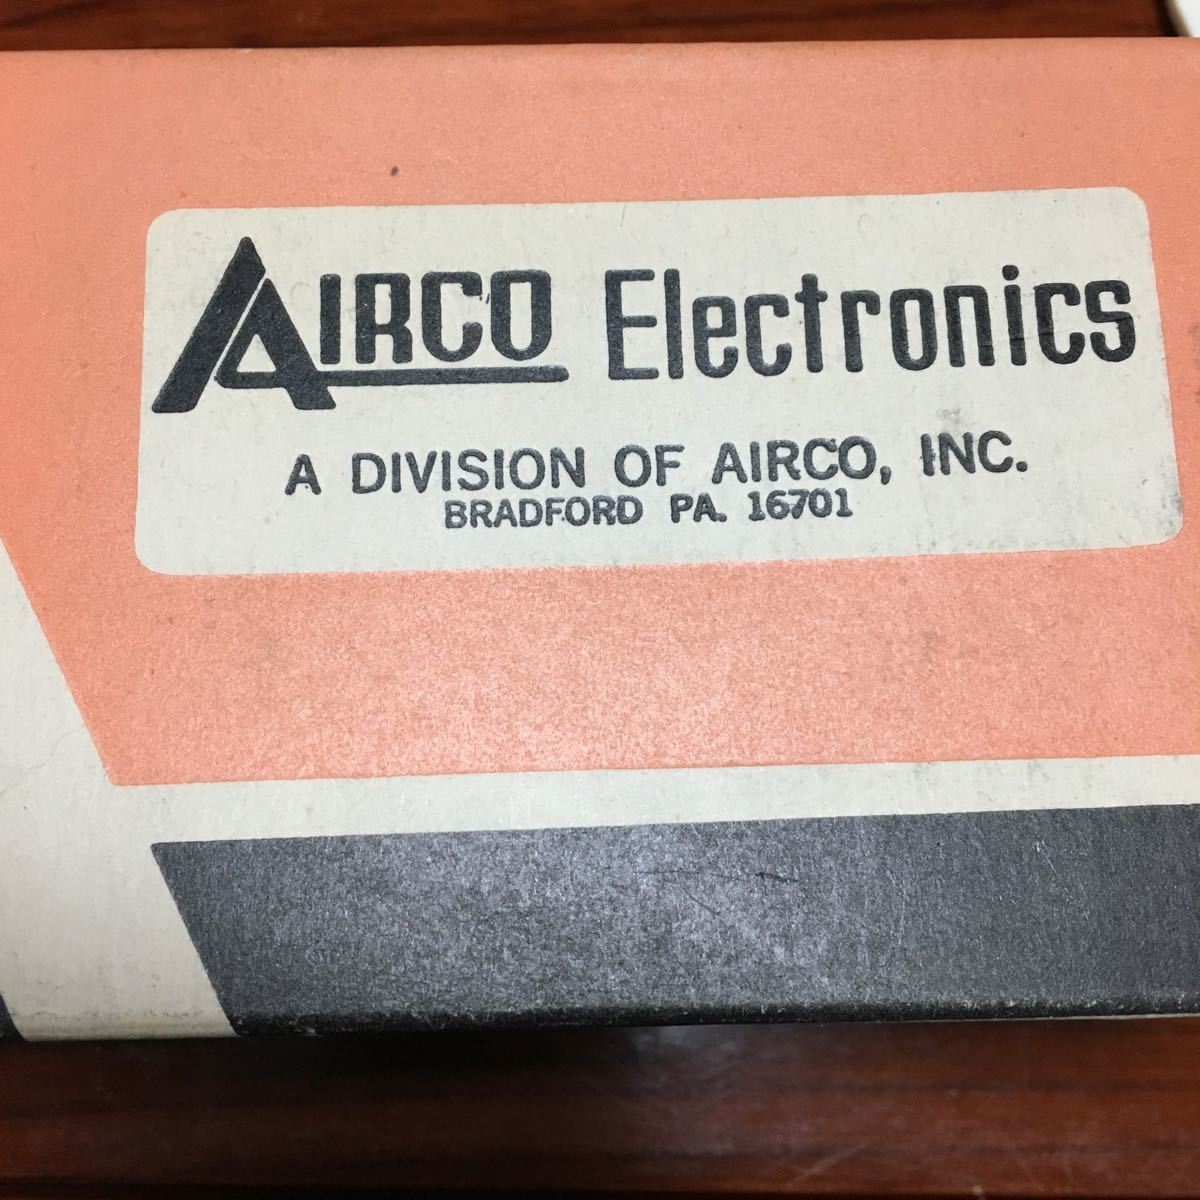 AIRCO Electronics
A DIVISION OF AIRCO, INC.
BRADFORD PA. 16701